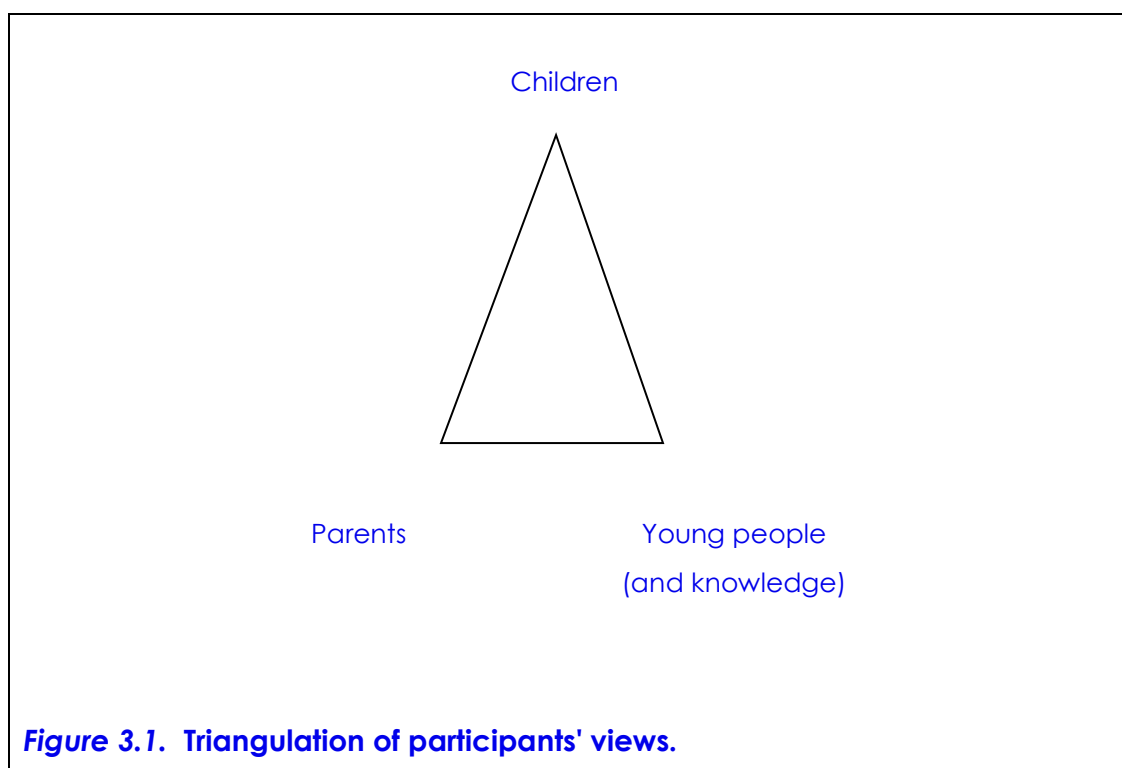 Children
Parents
Young people
(and knowledge)
Figure 3.1. Triangulation of participants' views.